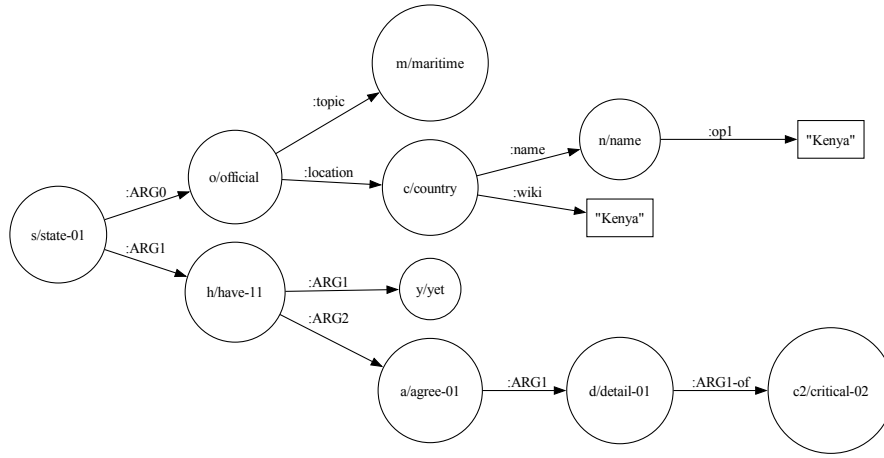 m/maritime
:topic
:name
n/name
:op1
"Kenya"
o/official
:location
c/country
:wiki
"Kenya"
:ARG0
s/state-01
:ARG1
h/have-11
:ARG1
y/yet
:ARG2
a/agree-01
:ARG1
d/detail-01
:ARG1-of
c2/critical-02